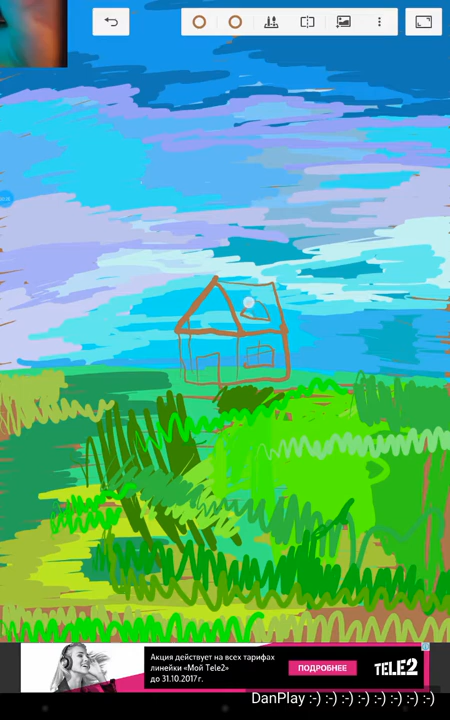 Акция действует на всех тарифах
линейки «Мой Tele2»
до 31.10.2017 г.
ПОДРОБНЕЕ
TELE2
DanPlay :-) :-) :-) :-) :-) :-) :-)